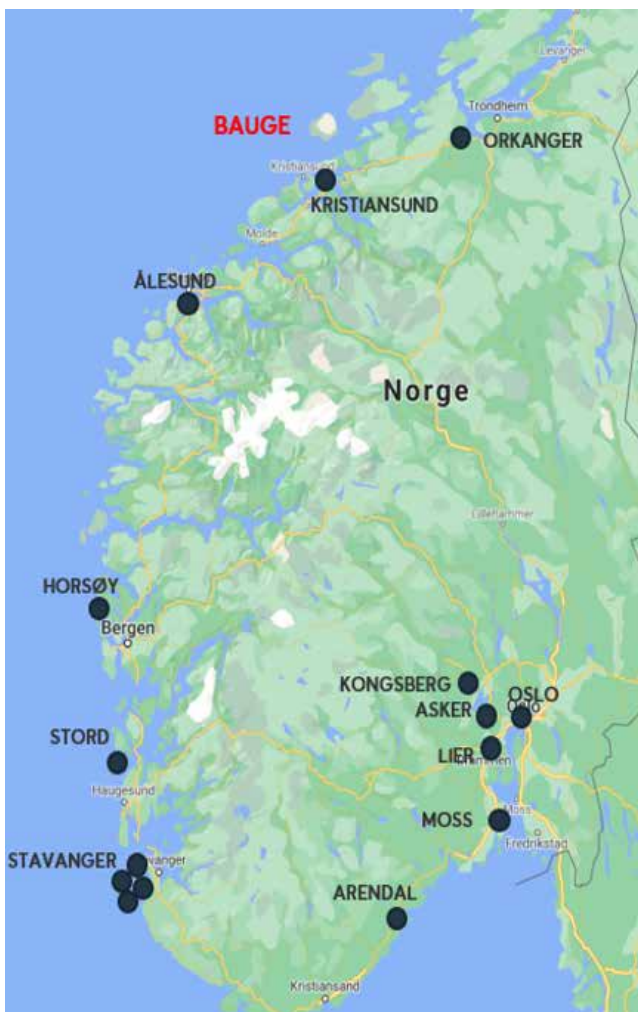 Levanger
Trondheim
BAUGE
ORKANGER
Kristiansund
KRISTIANSUND
Molde
ÅLESUND
Norge
Lillehammer
HORSØY
Bergen
KONGSBERG
OSLO
ASKER
STORD
LIER
Haugesund
Moss
MOSS
Fredrikstad
STAVANGER
ARENDAL
Kristiansand